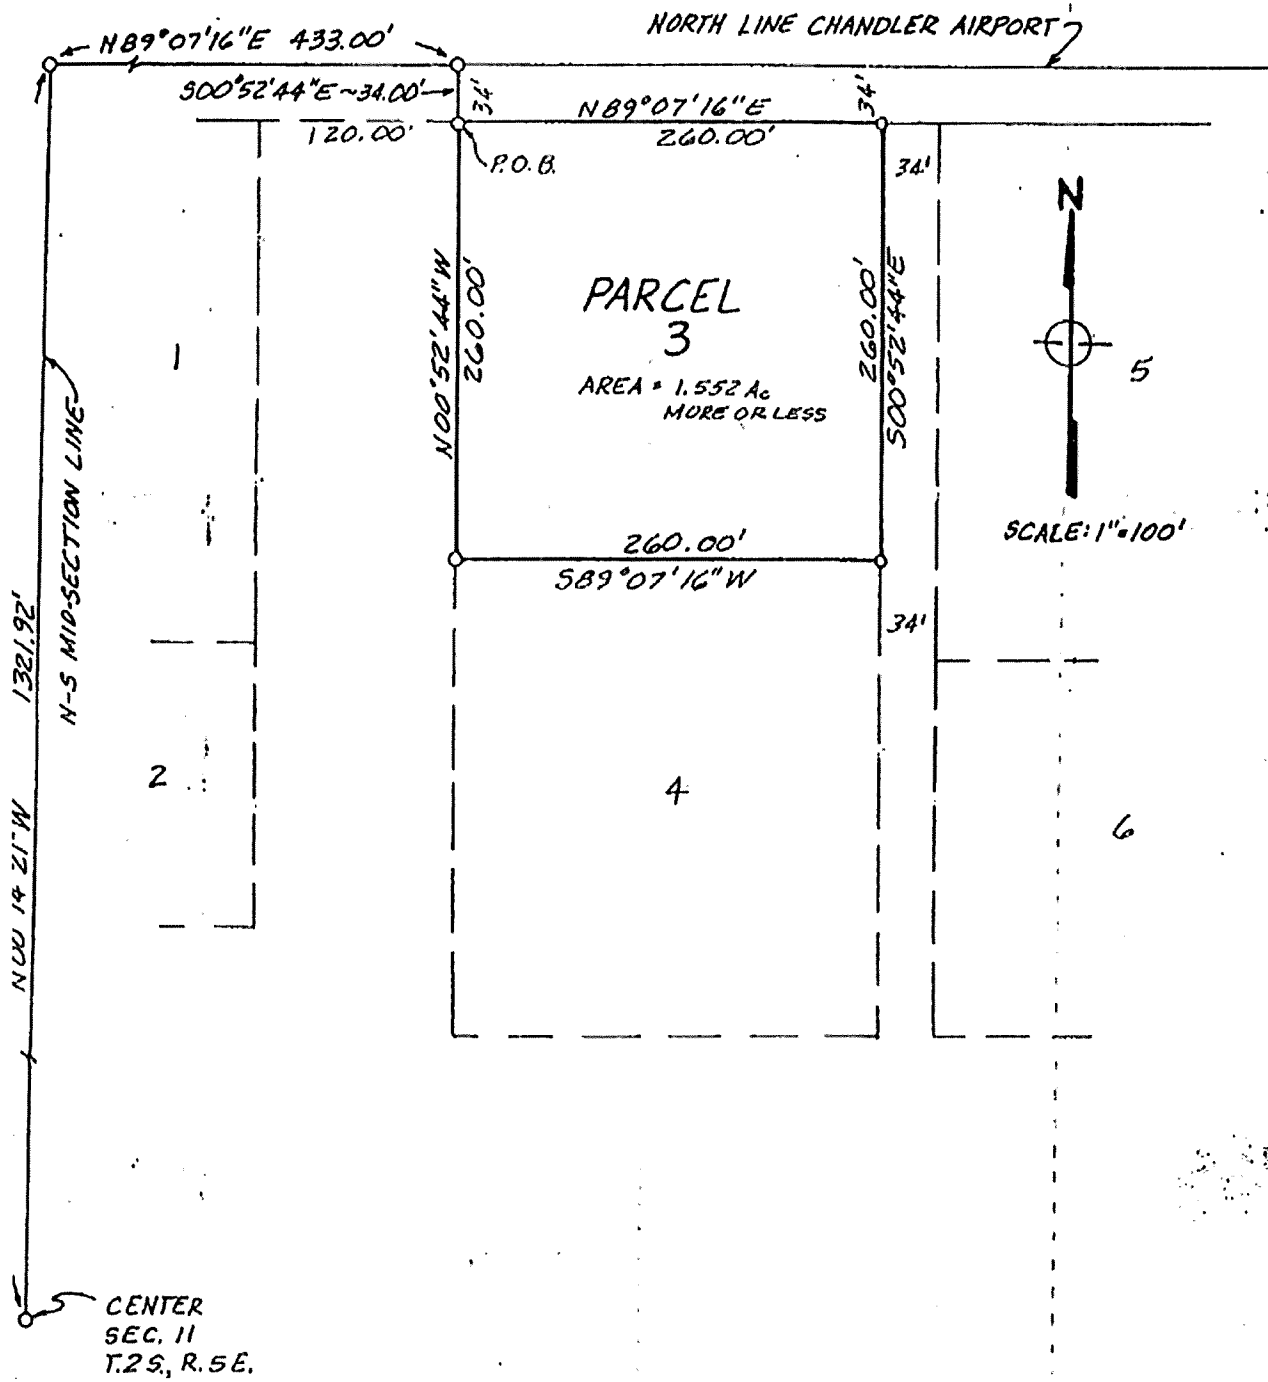 NORTH LINE CHANDLER AIRPORT
N89°07'16"E 433.00'
S00°52'44"E~34.00'
34'
34'
N89°07'16"E
260.00'
120.00'
P.O.B.
34'
N
N00°52'44"W
260.00'
PARCEL
3
AREA = 1.552 Ac
MORE OR LESS
260.00'
S00°52'44"E
1
5
SCALE: 1"=100'
N-S MID-SECTION LINE
260.00'
S89°07'16"W
34'
N00 14 21"W 1321.92'
2
4
6
CENTER
SEC. 11
T.2S., R.5E.